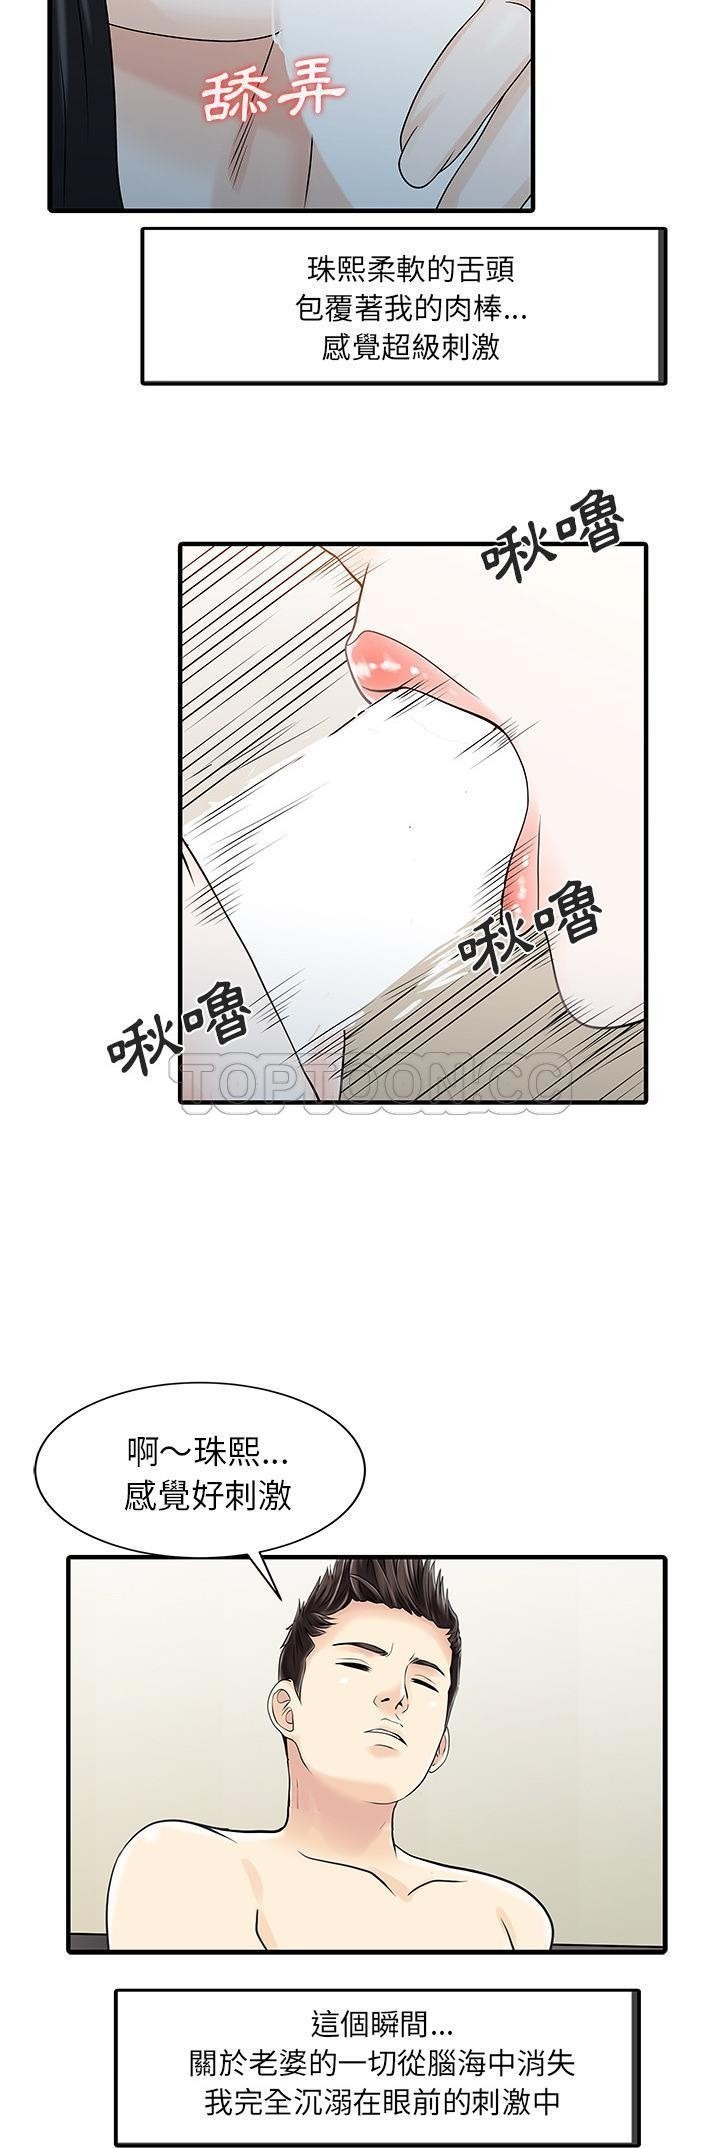 舔弄
珠熙柔軟的舌頭
包覆著我的肉棒...
感覺超級刺激
啾嚕
啾嚕
啾嚕
TOPTOON.CC
啊～珠熙...
感覺好刺激
這個瞬間...
關於老婆的一切從腦海中消失
我完全沉溺在眼前的刺激中